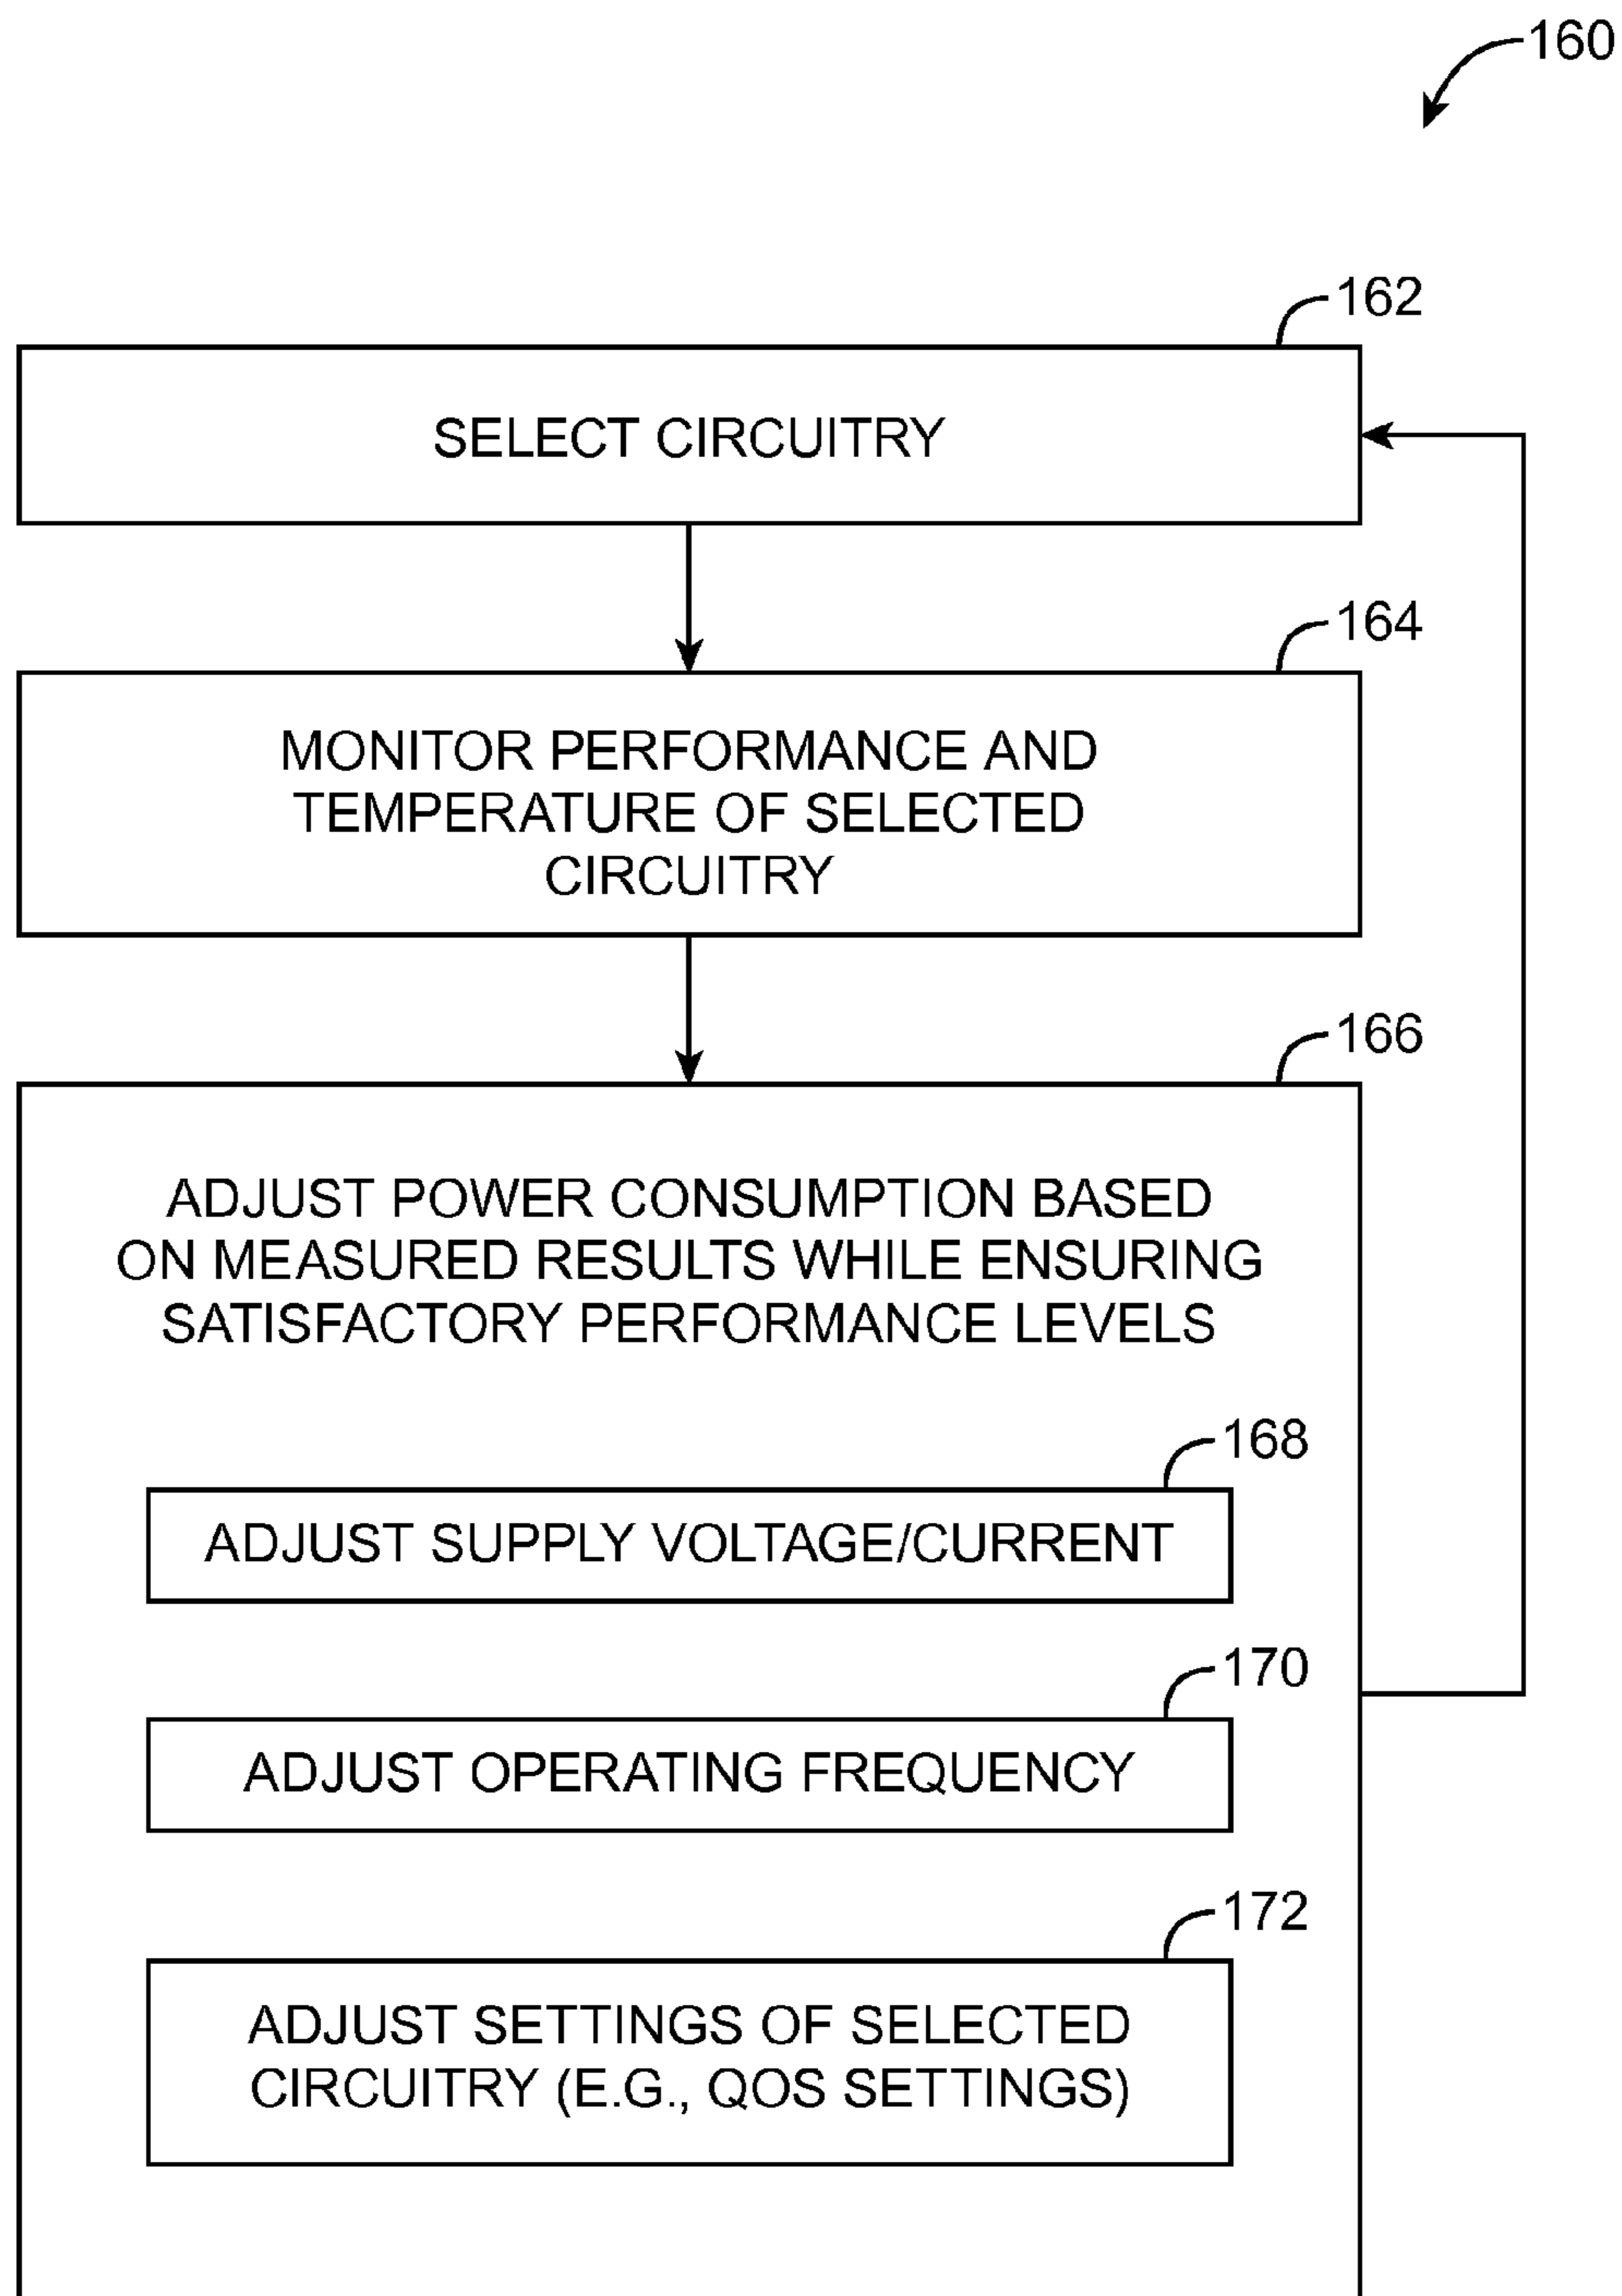 160
162
SELECT CIRCUITRY
164
MONITOR PERFORMANCE AND
TEMPERATURE OF SELECTED
CIRCUITRY
166
ADJUST POWER CONSUMPTION BASED
ON MEASURED RESULTS WHILE ENSURING
SATISFACTORY PERFORMANCE LEVELS
168
ADJUST SUPPLY VOLTAGE/CURRENT
170
ADJUST OPERATING FREQUENCY
172
ADJUST SETTINGS OF SELECTED
CIRCUITRY (E.G., QOS SETTINGS)